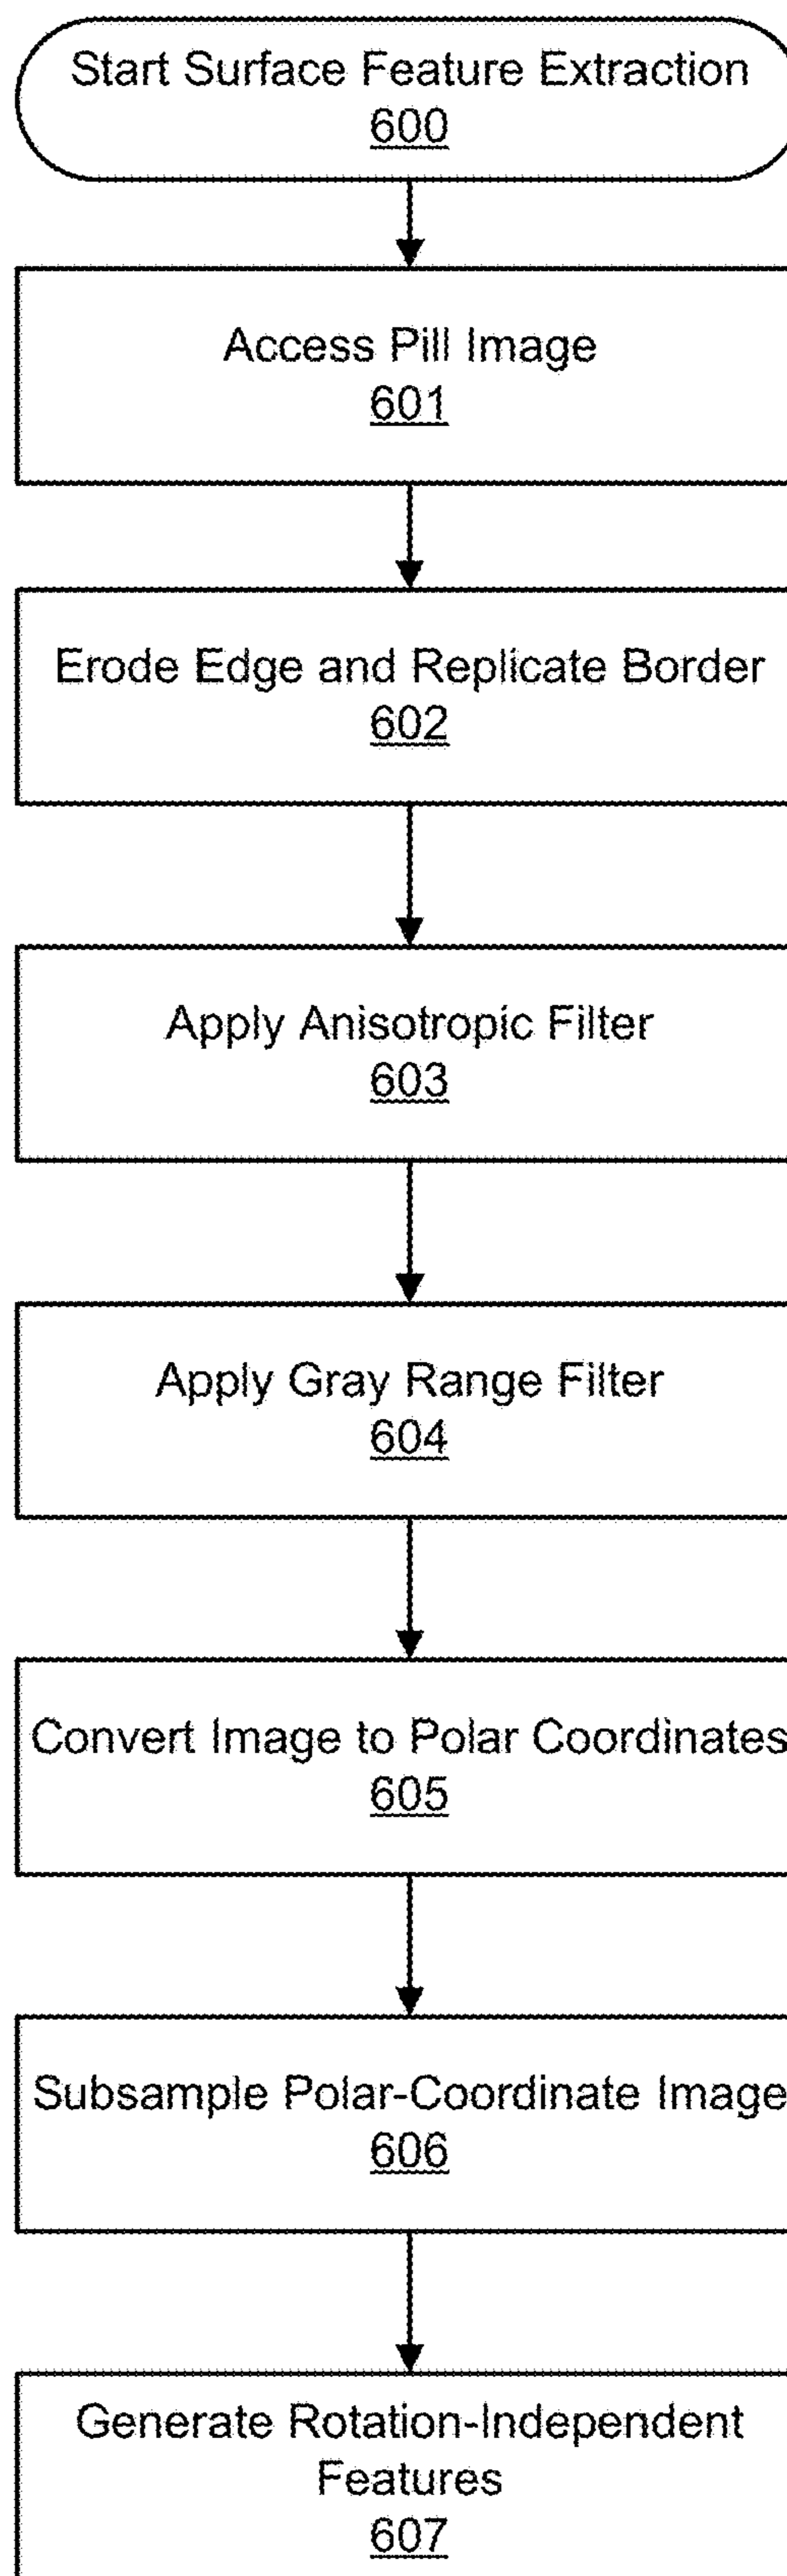 Start Surface Feature Extraction
600
Access Pill Image
601
Erode Edge and Replicate Border
602
Apply Anisotropic Filter
603
Apply Gray Range Filter
604
Convert Image to Polar Coordinates
605
Subsample Polar-Coordinate Image
606
Generate Rotation-Independent
Features
607